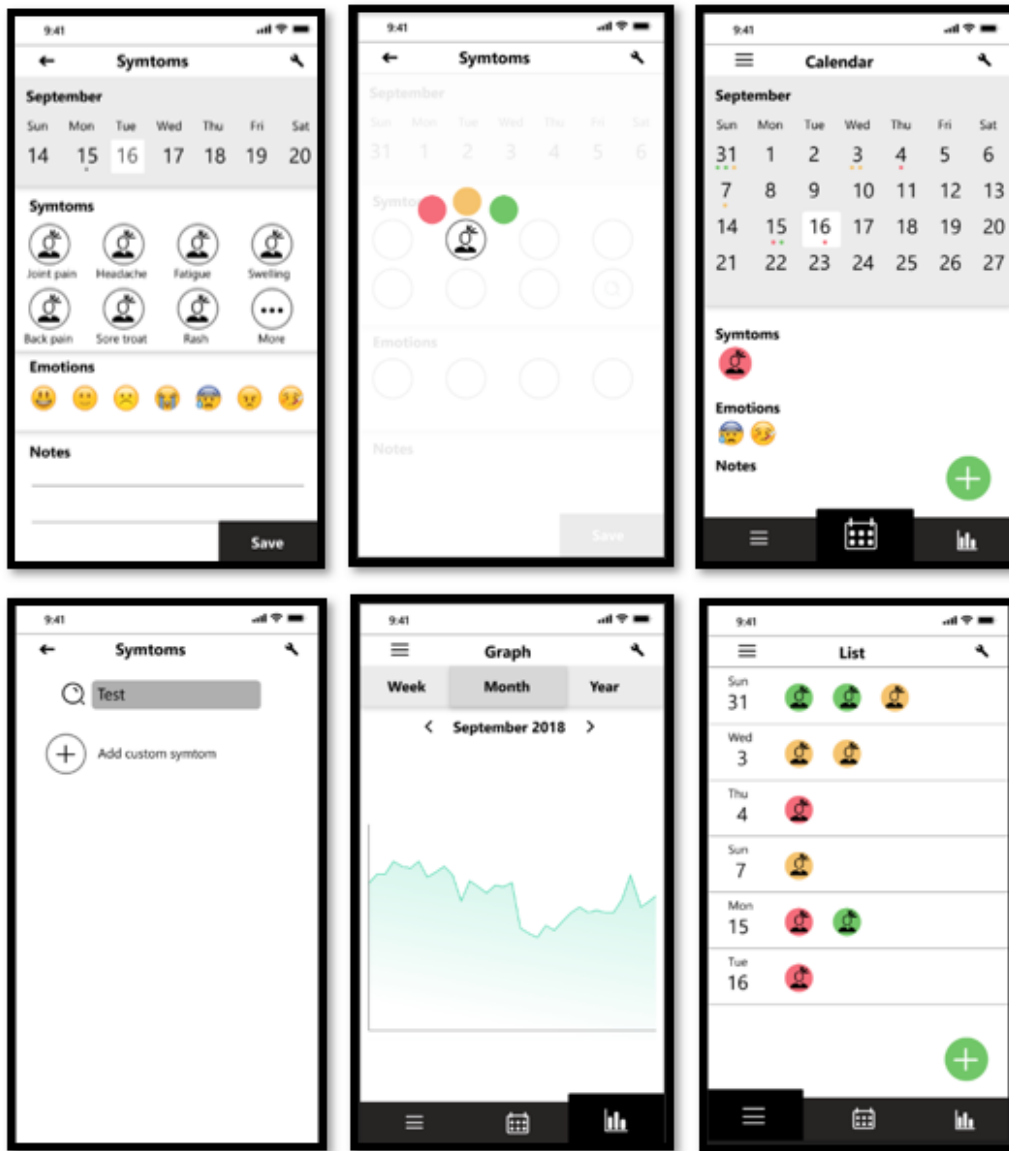 9:41
Symtoms
September
Sun Mon Tue Wed Thu Fri Sat
14 15 16 17 18 19 20
Symtoms
Joint pain Headache Fatigue Swelling
Back pain Sore troat Rash More
Emotions
Notes
Save
9:41
Symtoms
September
Sun Mon Tue Wed Thu Fri Sat
31 1 2 3 4 5 6
Symtoms
Emotions
Notes
Save
9:41
Calendar
September
Sun Mon Tue Wed Thu Fri Sat
31 1 2 3 4 5 6
7 8 9 10 11 12 13
14 15 16 17 18 19 20
21 22 23 24 25 26 27
Symtoms
Emotions
Notes
9:41
Symtoms
Test
Add custom symtom
9:41
Graph
Week Month Year
September 2018
9:41
List
Sun
31
Wed
3
Thu
4
Sun
7
Mon
15
Tue
16